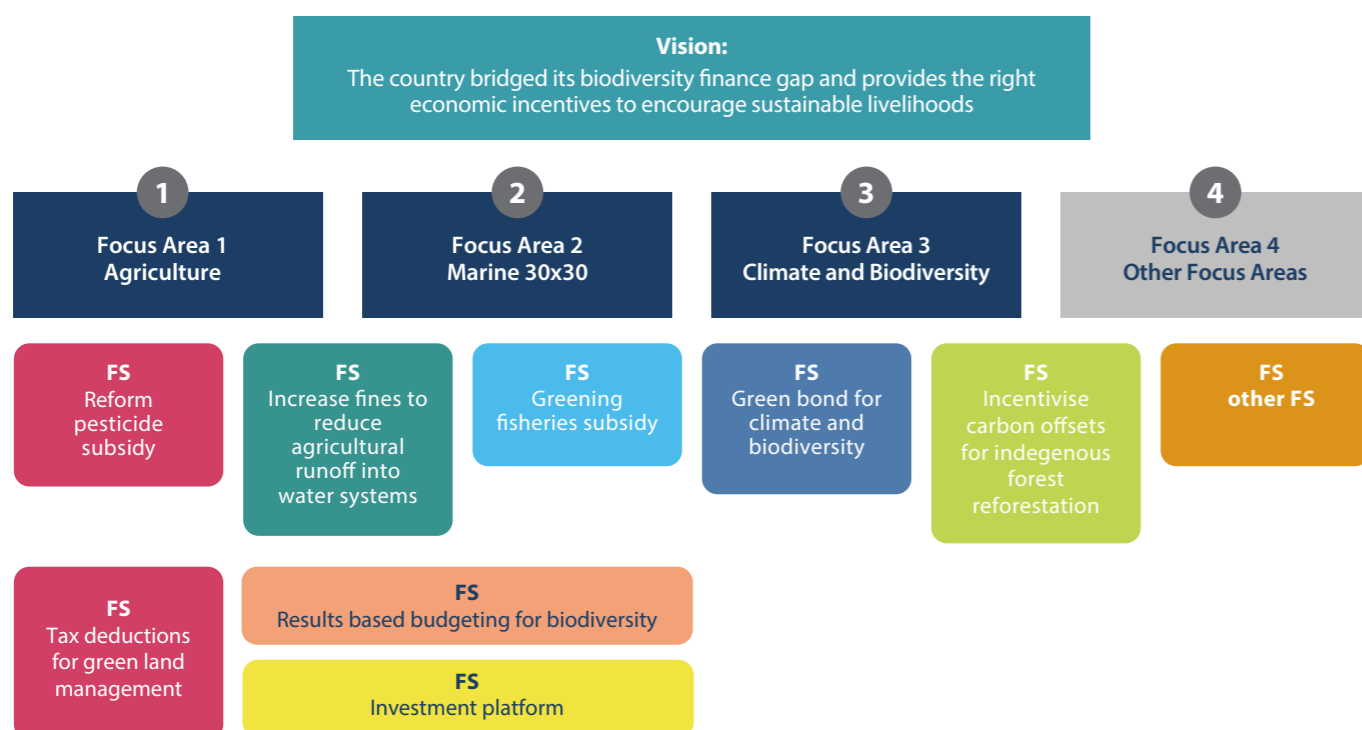 Vision:
The country bridged its biodiversity finance gap and provides the right
economic incentives to encourage sustainable livelihoods
1
Focus Area 1
Agriculture
2
Focus Area 2
Marine 30x30
3
Focus Area 3
Climate and Biodiversity
4
Focus Area 4
Other Focus Areas
FS
Reform
pesticide
subsidy
FS
Increase fines to
reduce
agricultural
runoff into
water systems
FS
Greening
fisheries subsidy
FS
Green bond for
climate and
biodiversity
FS
Incentivise
carbon offsets
for indegenous
forest
reforestation
FS
other FS
FS
Tax deductions
for green land
management
FS
Results based budgeting for biodiversity
FS
Investment platform